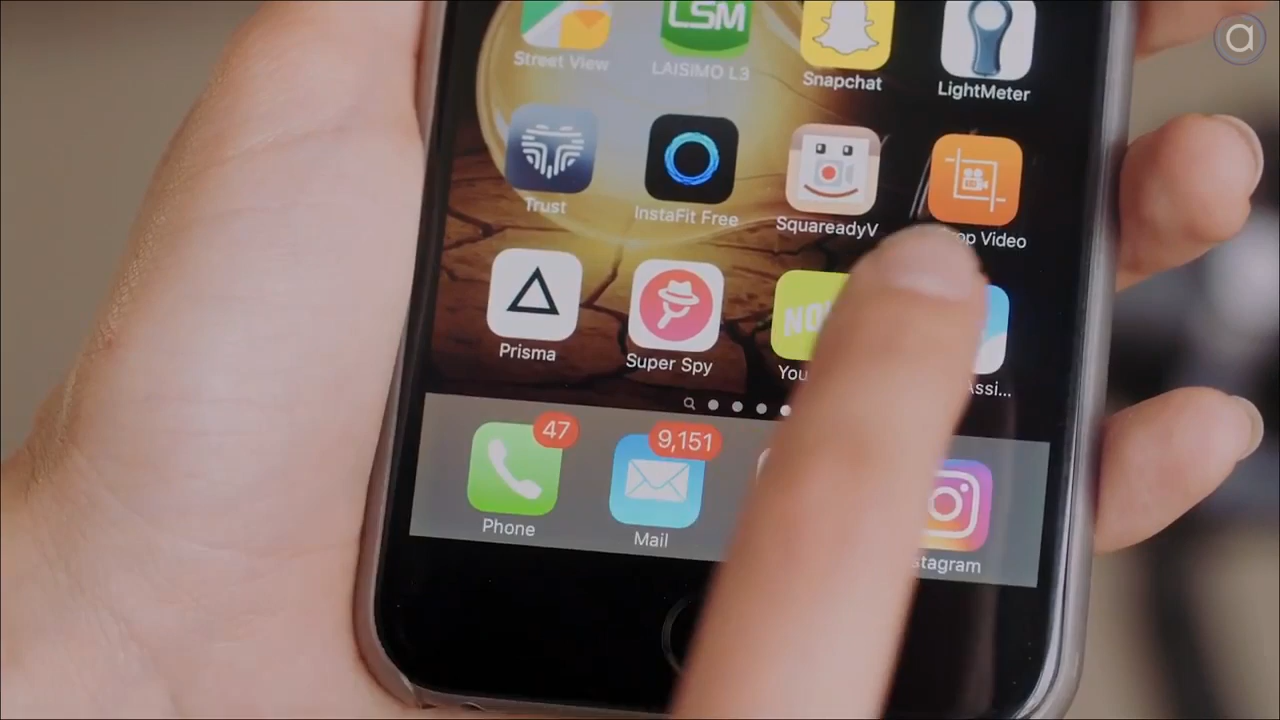 Street View
LSM
LAISIMO L3
Snapchat
LightMeter
Trust
InstaFit Free
SquareadyV
Video
Prisma
Super Spy
47
Phone
9,151
Mail